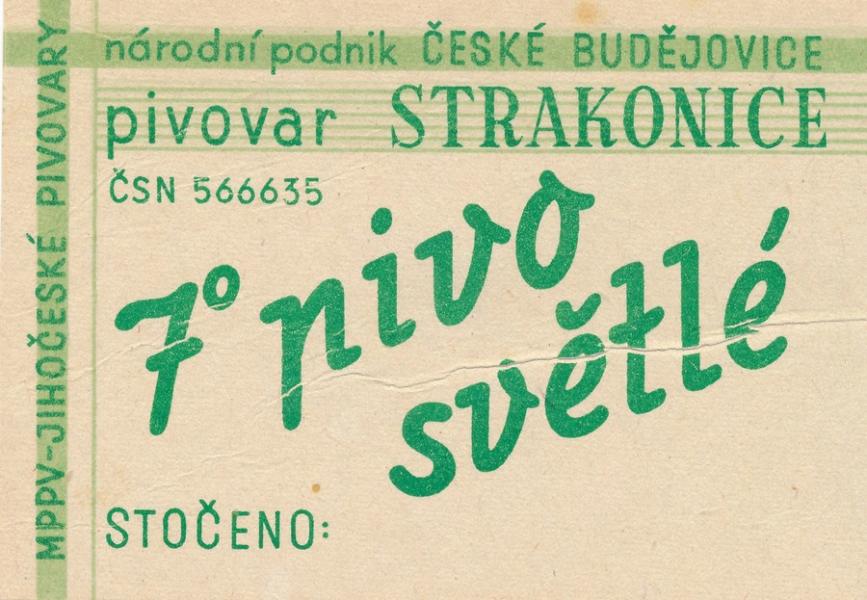 MPPV-JIHOČESKÉ PIVOVARY
národní podnik ČESKÉ BUDĚJOVICE
pivovar STRAKONICE
ČSN 566635
7° pivo
světlé
STOČENO: